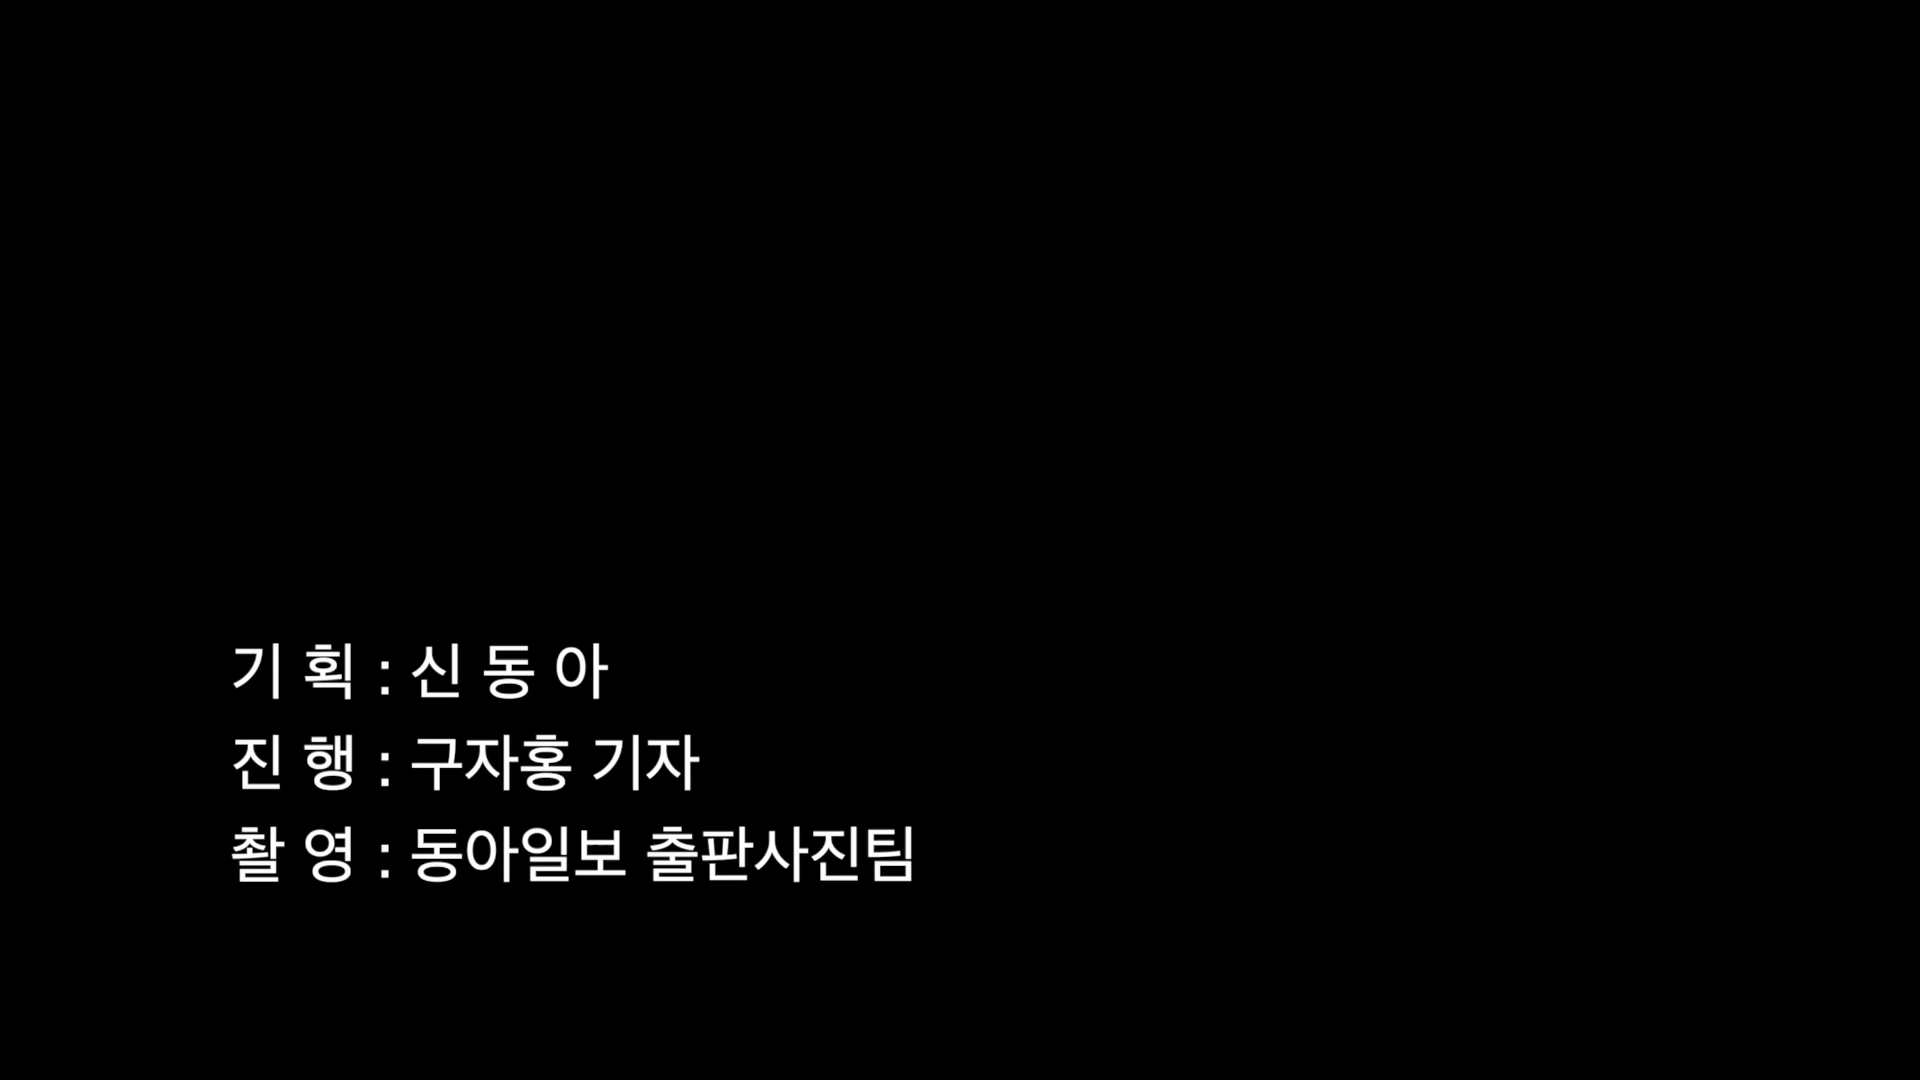 기 획 : 신 동 아
진 행 : 구자홍 기자
촬 영 : 동아일보 출판사진팀